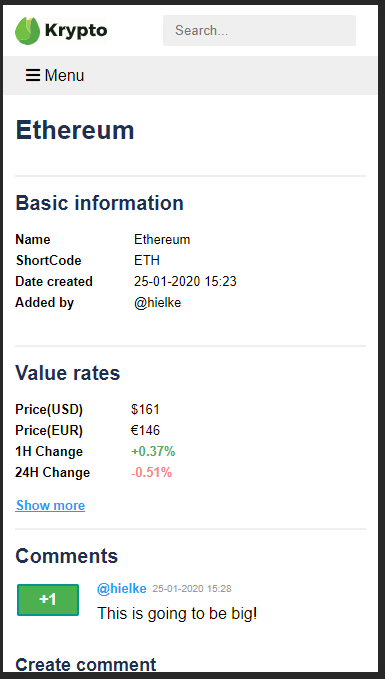 Krypto Search...
Menu
Ethereum
Basic information
Name Ethereum
ShortCode ETH
Date created 25-01-2020 15:23
Added by @hielke
Value rates
Price(USD) $161
Price(EUR) €146
1H Change +0.37%
24H Change -0.51%
Show more
Comments
+1 @hielke 25-01-2020 15:28
This is going to be big!
Create comment